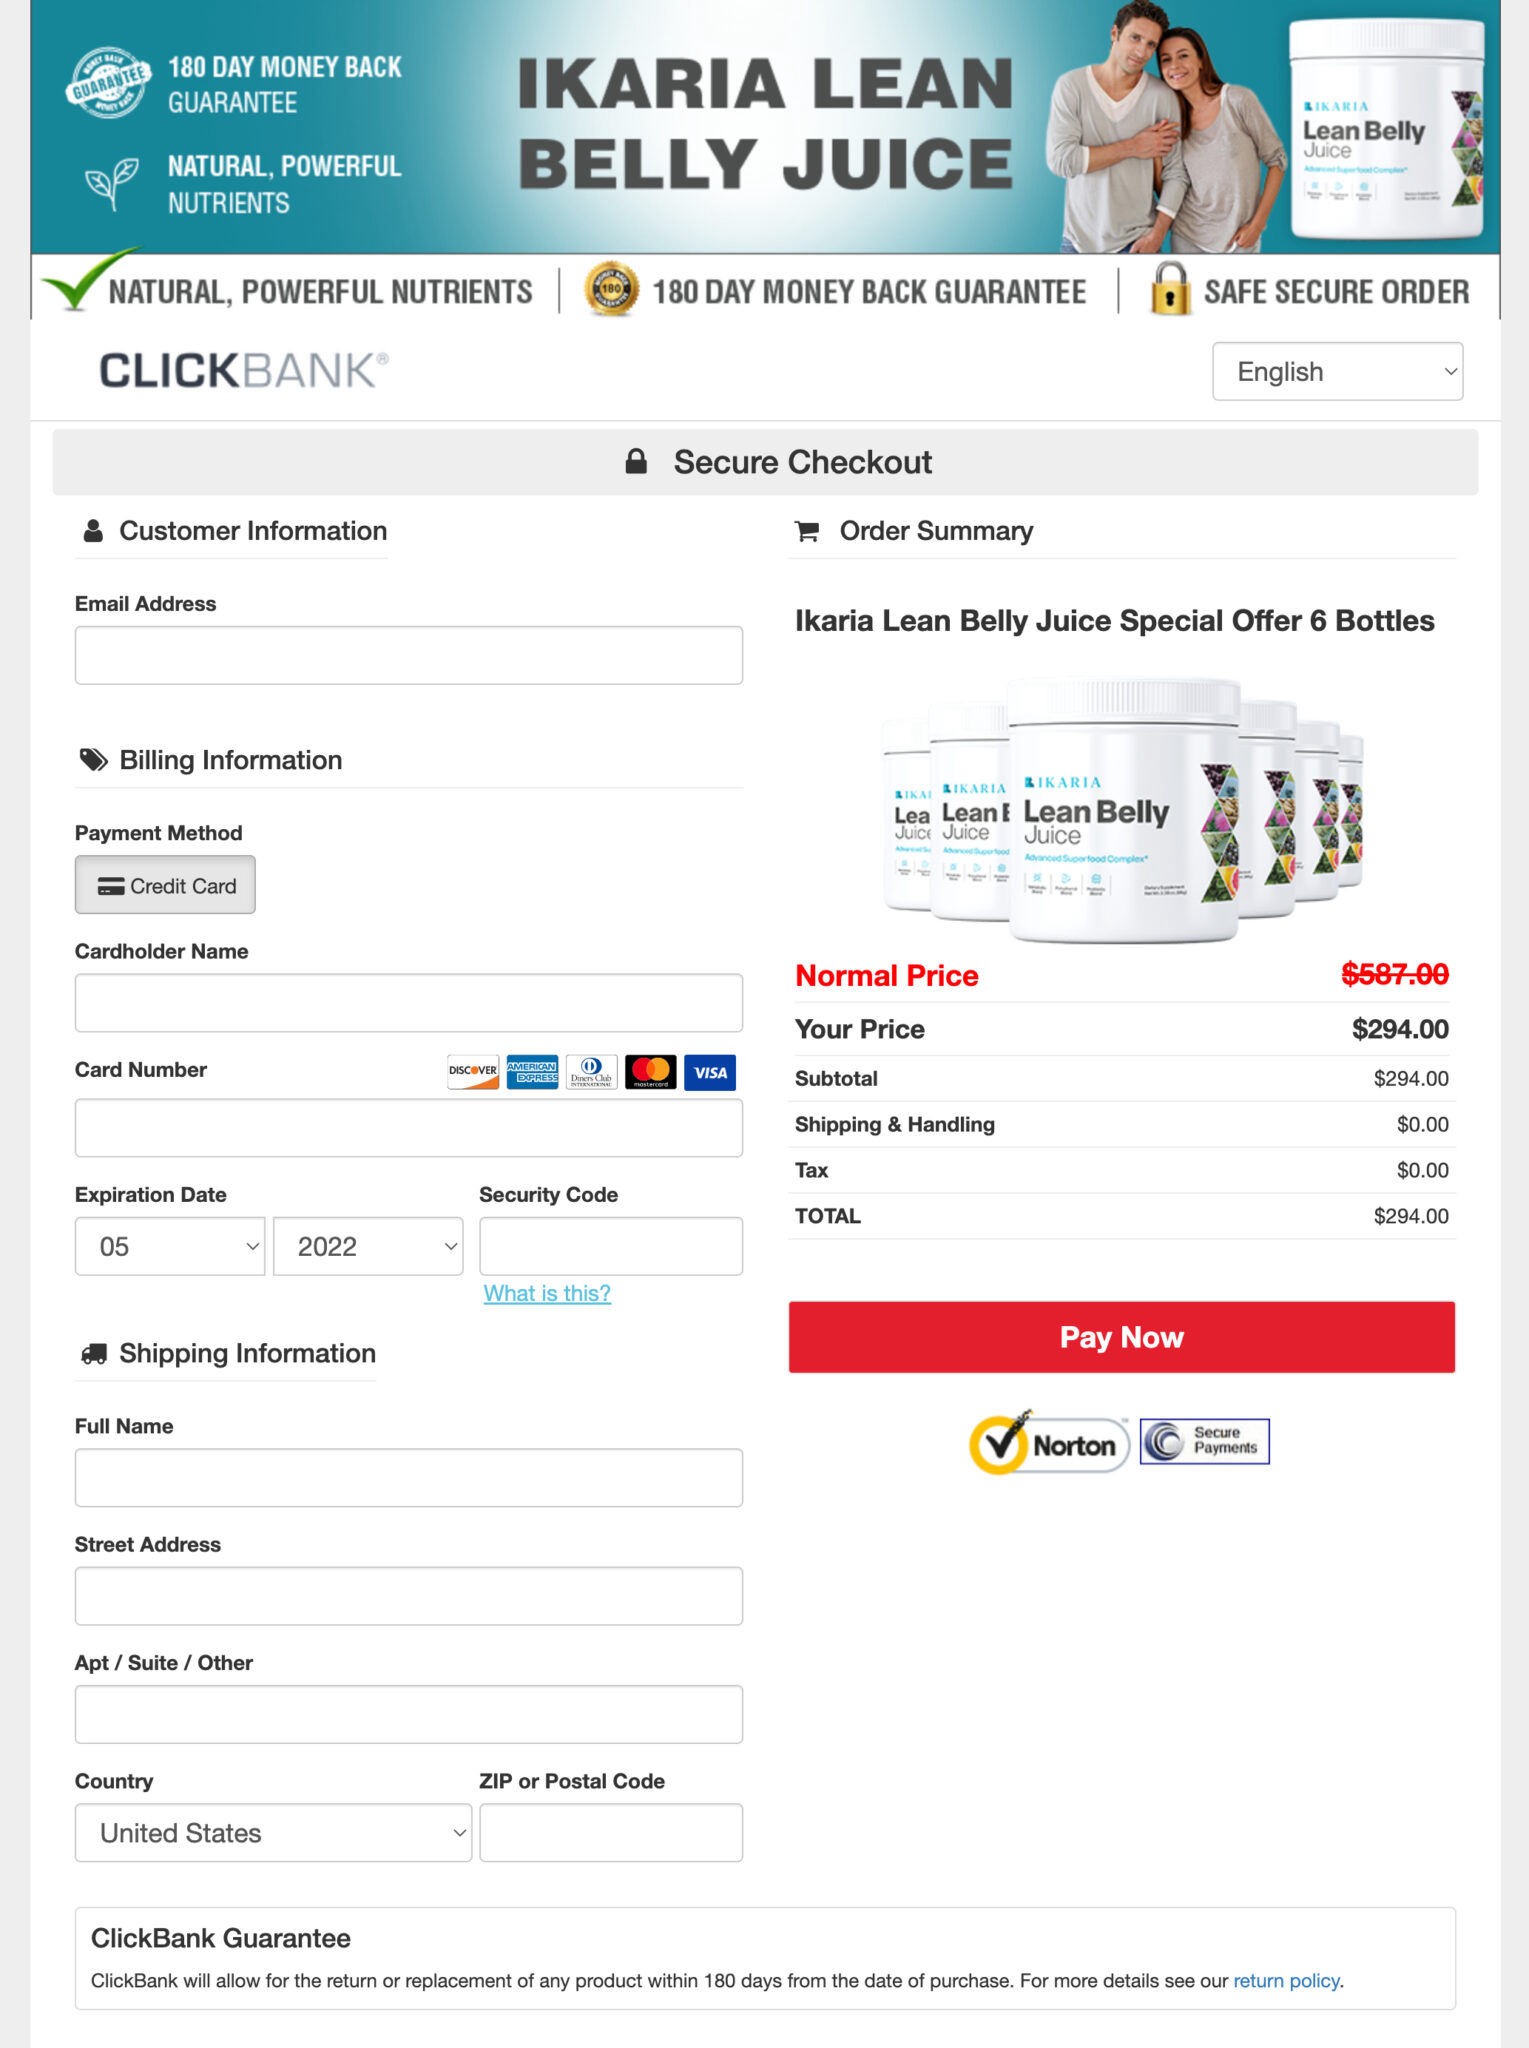 180 DAY MONEY BACK
GUARANTEE
NATURAL, POWERFUL
NUTRIENTS
IKARIA LEAN
BELLY JUICE
IKARIA
Lean Belly
Juice
Advanced Superfood Complex*
NATURAL, POWERFUL NUTRIENTS
180 DAY MONEY BACK GUARANTEE
SAFE SECURE ORDER
CLICKBANK®
English
Secure Checkout
Customer Information
Email Address
Billing Information
Payment Method
Credit Card
Cardholder Name
Card Number
DISCOVER
AMERICAN EXPRESS
Diners Club INTERNATIONAL
mastercard
VISA
Expiration Date
Security Code
05
2022
What is this?
Shipping Information
Full Name
Street Address
Apt / Suite / Other
Country
ZIP or Postal Code
United States
Order Summary
Ikaria Lean Belly Juice Special Offer 6 Bottles
IKARIA
Lean Belly
Juice
Advanced Superfood Complex*
Normal Price $587.00
Your Price $294.00
Subtotal $294.00
Shipping & Handling $0.00
Tax $0.00
TOTAL $294.00
Pay Now
Norton
Secure
Payments
ClickBank Guarantee
ClickBank will allow for the return or replacement of any product within 180 days from the date of purchase. For more details see our return policy.